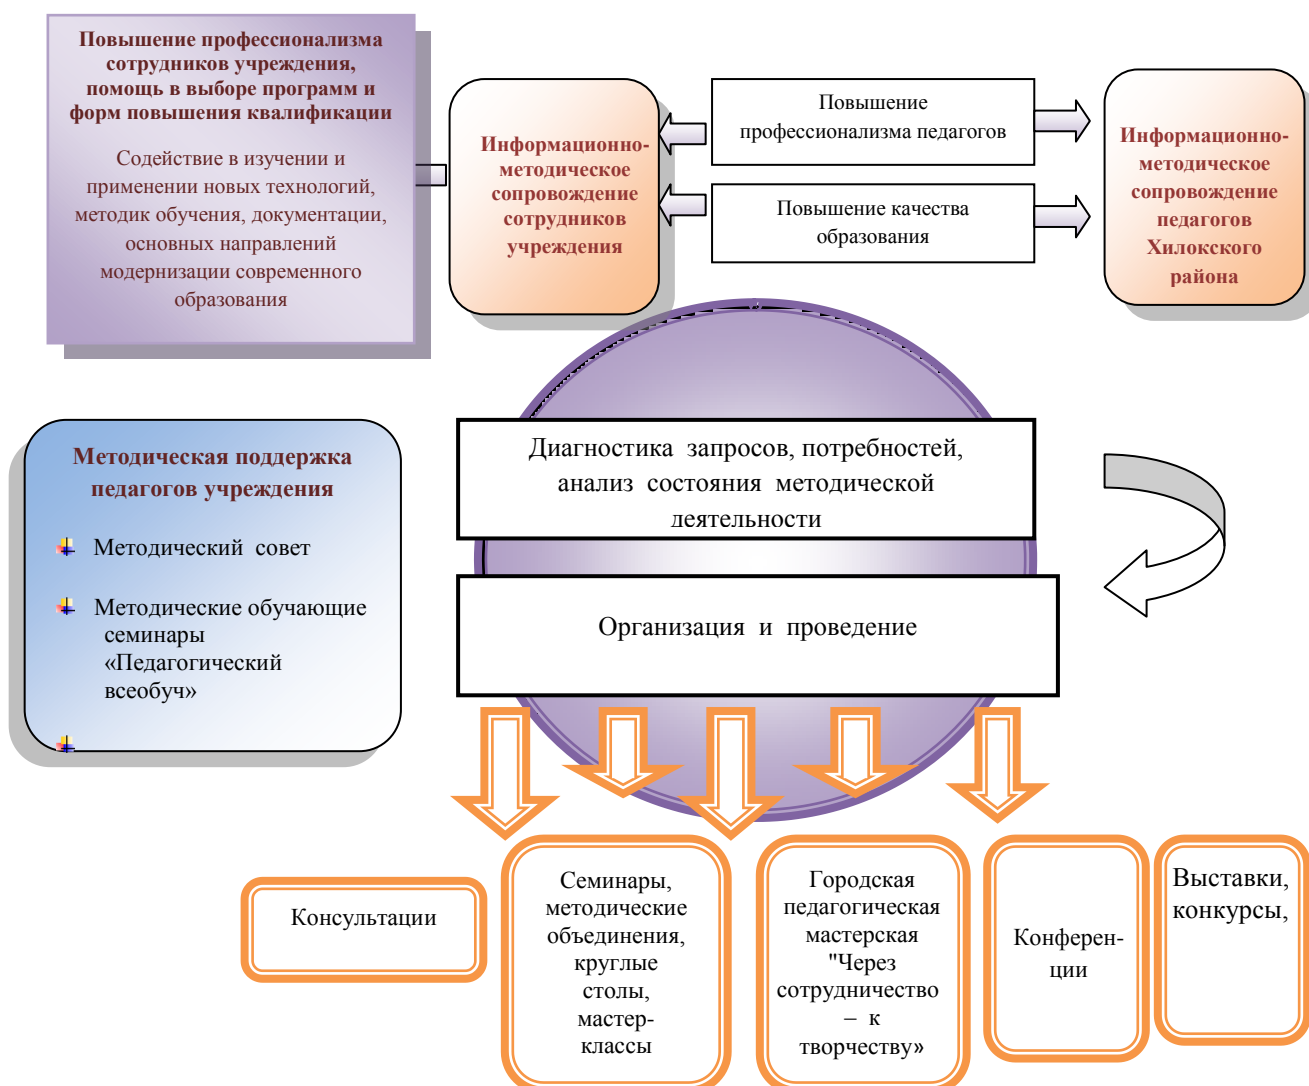 Повышение профессионализма
сотрудников учреждения,
помощь в выборе программ и
форм повышения квалификации
Содействие в изучении и
применении новых технологий,
методик обучения, документации,
основных направлений
модернизации современного
образования
Информационно-
методическое
сопровождение
сотрудников
учреждения
Повышение
профессионализма педагогов
Повышение качества
образования
Информационно-
методическое
сопровождение
педагогов
Хилокского
района
Диагностика запросов, потребностей,
анализ состояния методической
деятельности
Методическая поддержка
педагогов учреждения
Методический совет
Методические обучающие
семинары
«Педагогический
всеобуч»
Организация и проведение
Консультации
Семинары,
методические
объединения,
круглые
столы,
мастер-
классы
Городская
педагогическая
мастерская
"Через
сотрудничество
– к
творчеству»
Конферен-
ции
Выставки,
конкурсы,